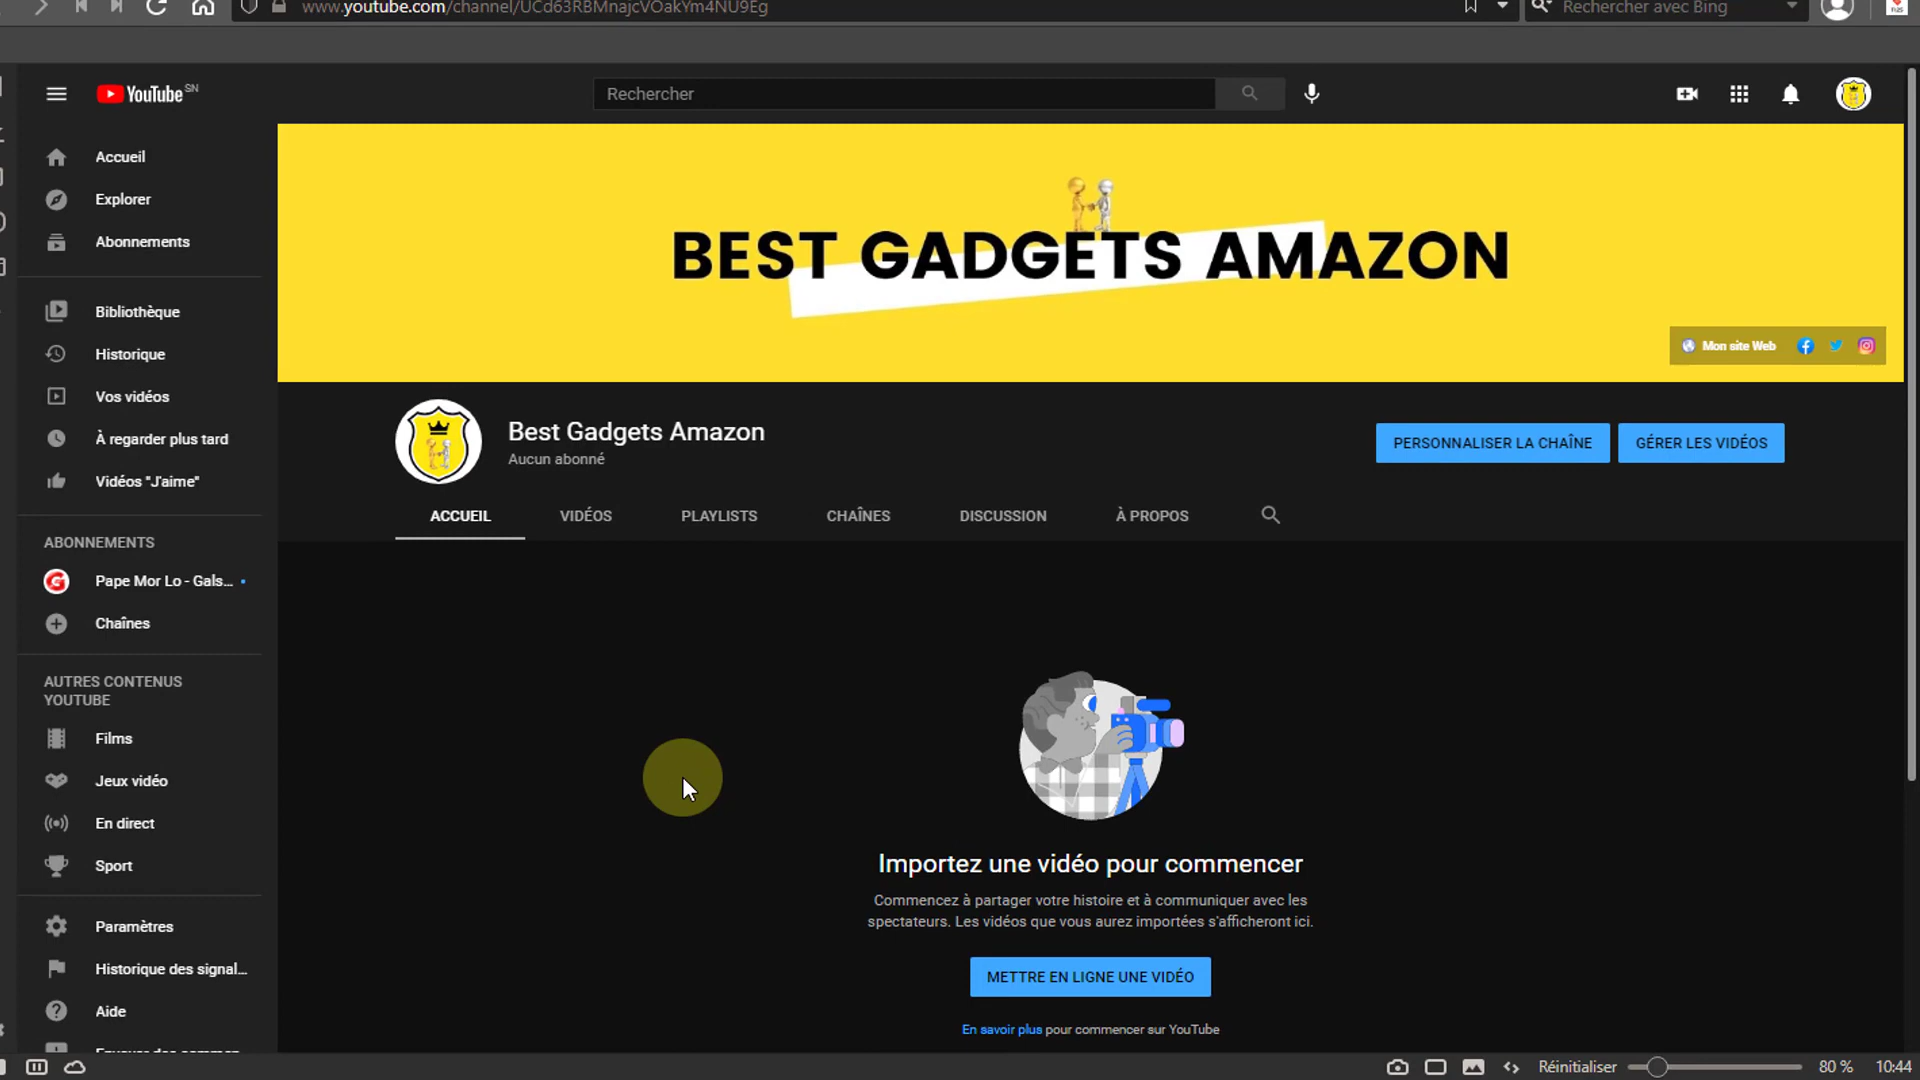 www.youtube.com/channel/UCd63RBMnajcVOakYm4NU9Eg
Rechercher avec Bing
YouTube SN
Rechercher
Accueil
Explorer
Abonnements
Bibliothèque
Historique
Vos vidéos
À regarder plus tard
Vidéos "J'aime"
ABONNEMENTS
Pape Mor Lo - Gals...
Chaînes
AUTRES CONTENUS
YOUTUBE
Films
Jeux vidéo
En direct
Sport
Paramètres
Historique des signal...
Aide
BEST GADGETS AMAZON
Mon site Web
Best Gadgets Amazon
Aucun abonné
PERSONNALISER LA CHAÎNE
GÉRER LES VIDÉOS
ACCUEIL
VIDÉOS
PLAYLISTS
CHAÎNES
DISCUSSION
À PROPOS
Importez une vidéo pour commencer
Commencez à partager votre histoire et à communiquer avec les
spectateurs. Les vidéos que vous aurez importées s'afficheront ici.
METTRE EN LIGNE UNE VIDÉO
En savoir plus pour commencer sur YouTube
Réinitialiser
80 %
10:44